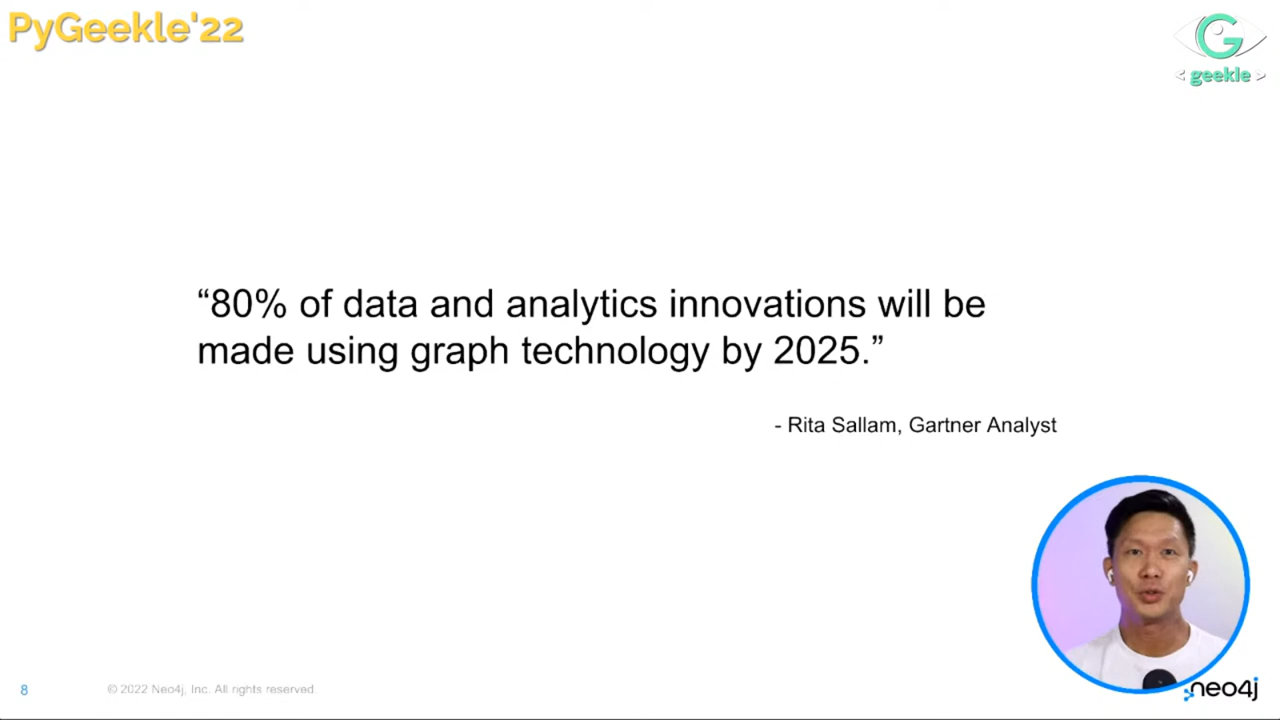 PyGeekle'22
G
< geekle >
“80% of data and analytics innovations will be
made using graph technology by 2025.”
- Rita Sallam, Gartner Analyst
8
© 2022 Neo4j, Inc. All rights reserved.
neo4j